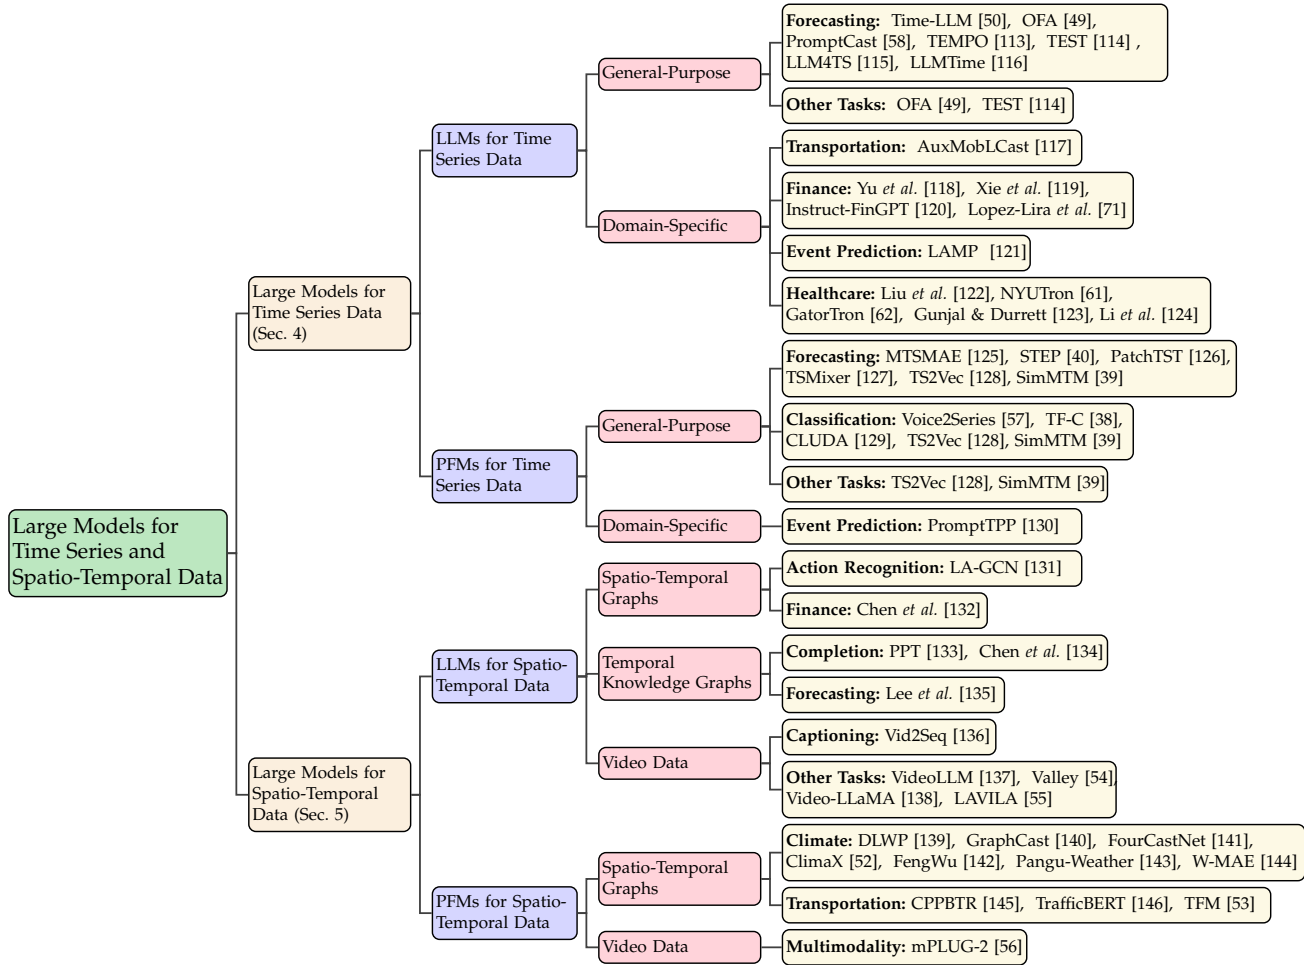 Forecasting: Time-LLM [50], OFA [49],
PromptCast [58], TEMPO [113], TEST [114] ,
LLM4TS [115], LLMTime [116]
General-Purpose
Other Tasks: OFA [49], TEST [114]
LLMs for Time
Series Data
Transportation: AuxMobLCast [117]
Finance: Yu et al. [118], Xie et al. [119],
Instruct-FinGPT [120], Lopez-Lira et al. [71]
Domain-Specific
Event Prediction: LAMP [121]
Healthcare: Liu et al. [122], NYUTron [61],
GatorTron [62], Gunjal & Durrett [123], Li et al. [124]
Large Models for
Time Series Data
(Sec. 4)
Forecasting: MTSMAE [125], STEP [40], PatchTST [126],
TSMixer [127], TS2Vec [128], SimMTM [39]
General-Purpose
Classification: Voice2Series [57], TF-C [38],
CLUDA [129], TS2Vec [128], SimMTM [39]
PFMs for Time
Series Data
Other Tasks: TS2Vec [128], SimMTM [39]
Domain-Specific
Event Prediction: PromptTPP [130]
Large Models for
Time Series and
Spatio-Temporal Data
Spatio-Temporal
Graphs
Action Recognition: LA-GCN [131]
Finance: Chen et al. [132]
LLMs for Spatio-
Temporal Data
Temporal
Knowledge Graphs
Completion: PPT [133], Chen et al. [134]
Forecasting: Lee et al. [135]
Video Data
Captioning: Vid2Seq [136]
Other Tasks: VideoLLM [137], Valley [54],
Video-LLaMA [138], LAVILA [55]
Large Models for
Spatio-Temporal
Data (Sec. 5)
Climate: DLWP [139], GraphCast [140], FourCastNet [141],
ClimaX [52], FengWu [142], Pangu-Weather [143], W-MAE [144]
Spatio-Temporal
Graphs
Transportation: CPPBTR [145], TrafficBERT [146], TFM [53]
PFMs for Spatio-
Temporal Data
Video Data
Multimodality: mPLUG-2 [56]